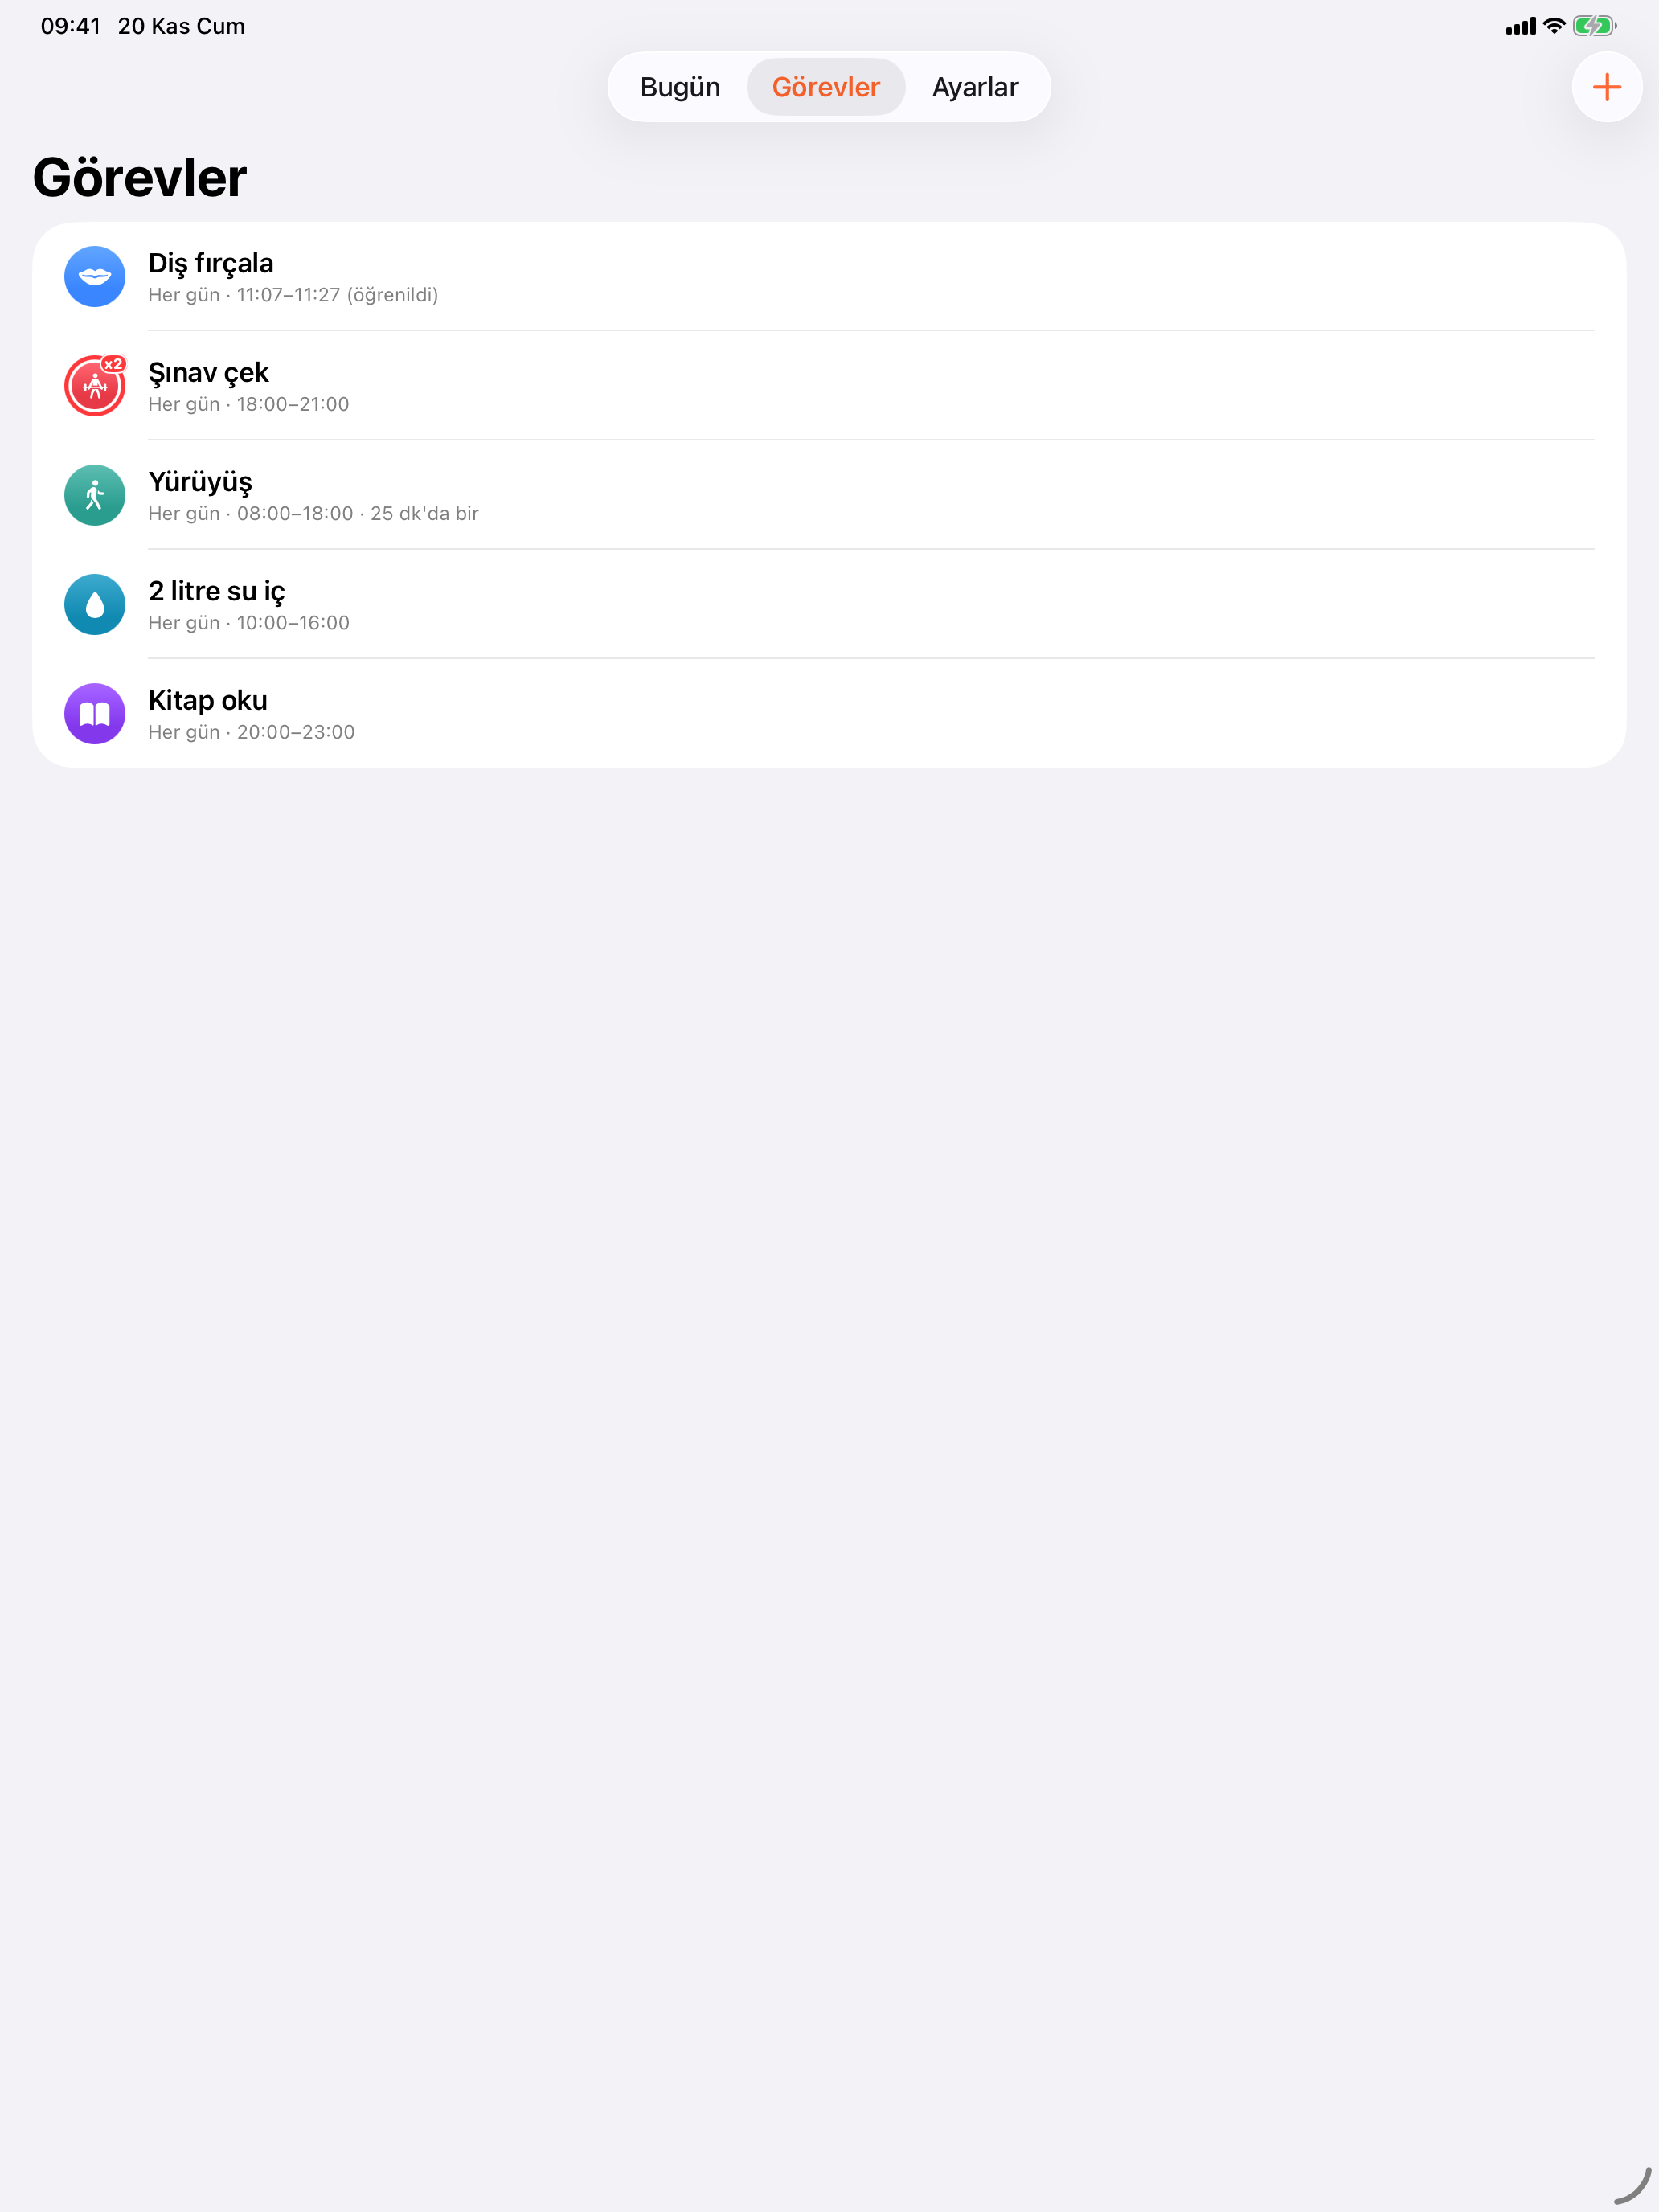 09:41 20 Kas Cum
Bugün Görevler Ayarlar
Görevler
Diş fırçala
Her gün · 11:07–11:27 (öğrenildi)
x2
Şınav çek
Her gün · 18:00–21:00
Yürüyüş
Her gün · 08:00–18:00 · 25 dk'da bir
2 litre su iç
Her gün · 10:00–16:00
Kitap oku
Her gün · 20:00–23:00